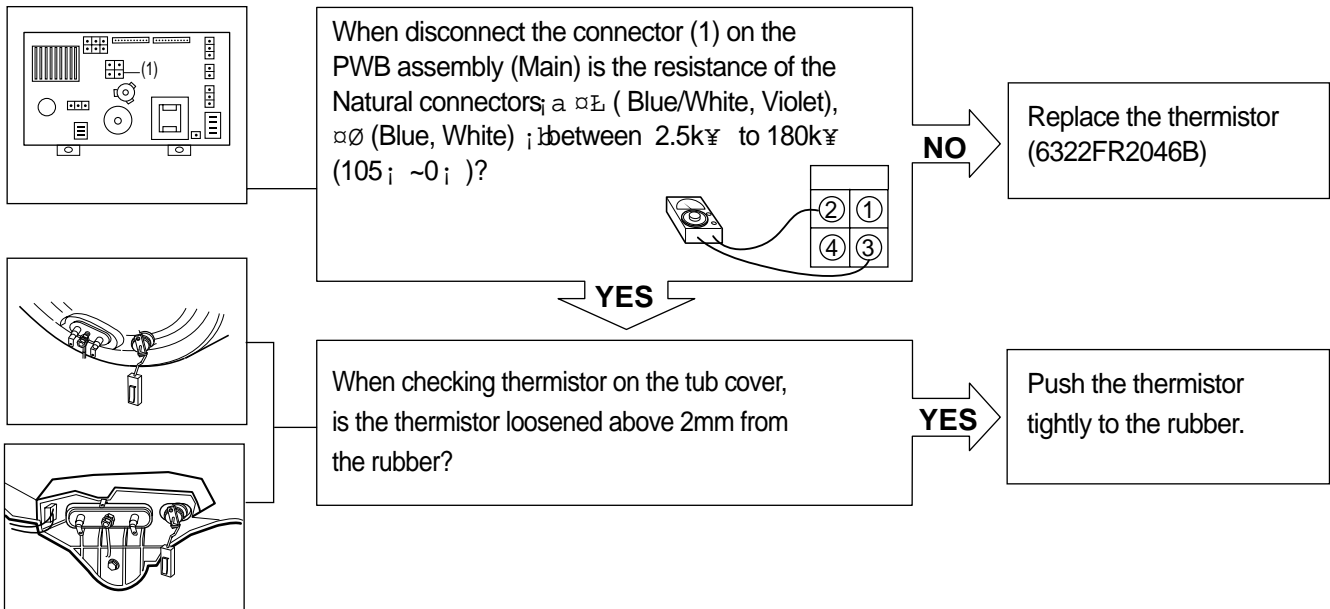 (1)
When disconnect the connector (1) on the
PWB assembly (Main) is the resistance of the
Natural connectors¡ a ¤Ł ( Blue/White, Violet),
¤Ø (Blue, White) ¡ between 2.5k¥ to 180k¥
(105¡ ~0¡ )?
② ①
④ ③
NO
Replace the thermistor
(6322FR2046B)
YES
When checking thermistor on the tub cover,
is the thermistor loosened above 2mm from
the rubber?
YES
Push the thermistor
tightly to the rubber.